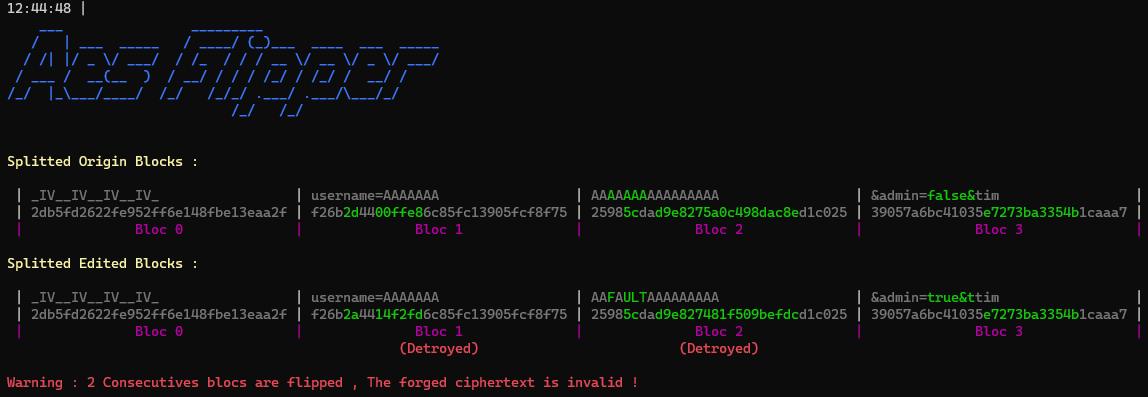 12:44:48 |
Aes Flipper
Splitted Origin Blocks :
| _IV__IV__IV__IV_ | username=AAAAAAA | AAAAAAAAAAAAAAAA | &admin=false&tim |
| 2db5fd2622fe952ff6e148fbe13eaa2f | f26b2d4400ffe86c85fc13905fcf8f75 | 25985cdad9e8275a0c498dac8ed1c025 | 39057a6bc41035e7273ba3354b1caaa7 |
| Bloc 0 | Bloc 1 | Bloc 2 | Bloc 3 |
Splitted Edited Blocks :
| _IV__IV__IV__IV_ | username=AAAAAAA | AAFAULTAAAAAAAAA | &admin=true&ttim |
| 2db5fd2622fe952ff6e148fbe13eaa2f | f26b2a4414f2fd6c85fc13905fcf8f75 | 25985cdad9e827481f509befdcd1c025 | 39057a6bc41035e7273ba3354b1caaa7 |
| Bloc 0 | Bloc 1 | Bloc 2 | Bloc 3 |
(Detroyed) (Detroyed)
Warning : 2 Consecutives blocs are flipped , The forged ciphertext is invalid !